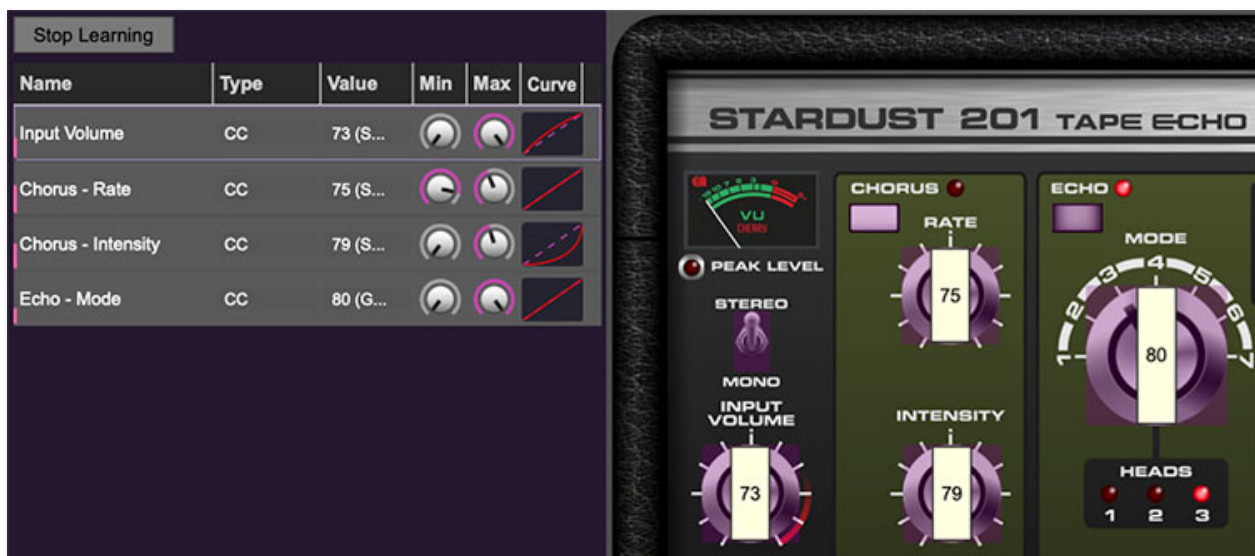 Stop Learning
Name Type Value Min Max Curve
Input Volume CC 73 (S...
Chorus - Rate CC 75 (S...
Chorus - Intensity CC 79 (S...
Echo - Mode CC 80 (G...
STARDUST 201 TAPE ECHO
VU
CHERRY
PEAK LEVEL
STEREO
MONO
INPUT
VOLUME
73
CHORUS
RATE
75
INTENSITY
79
ECHO
MODE
1 2 3 4 5 6 7
80
HEADS
1 2 3